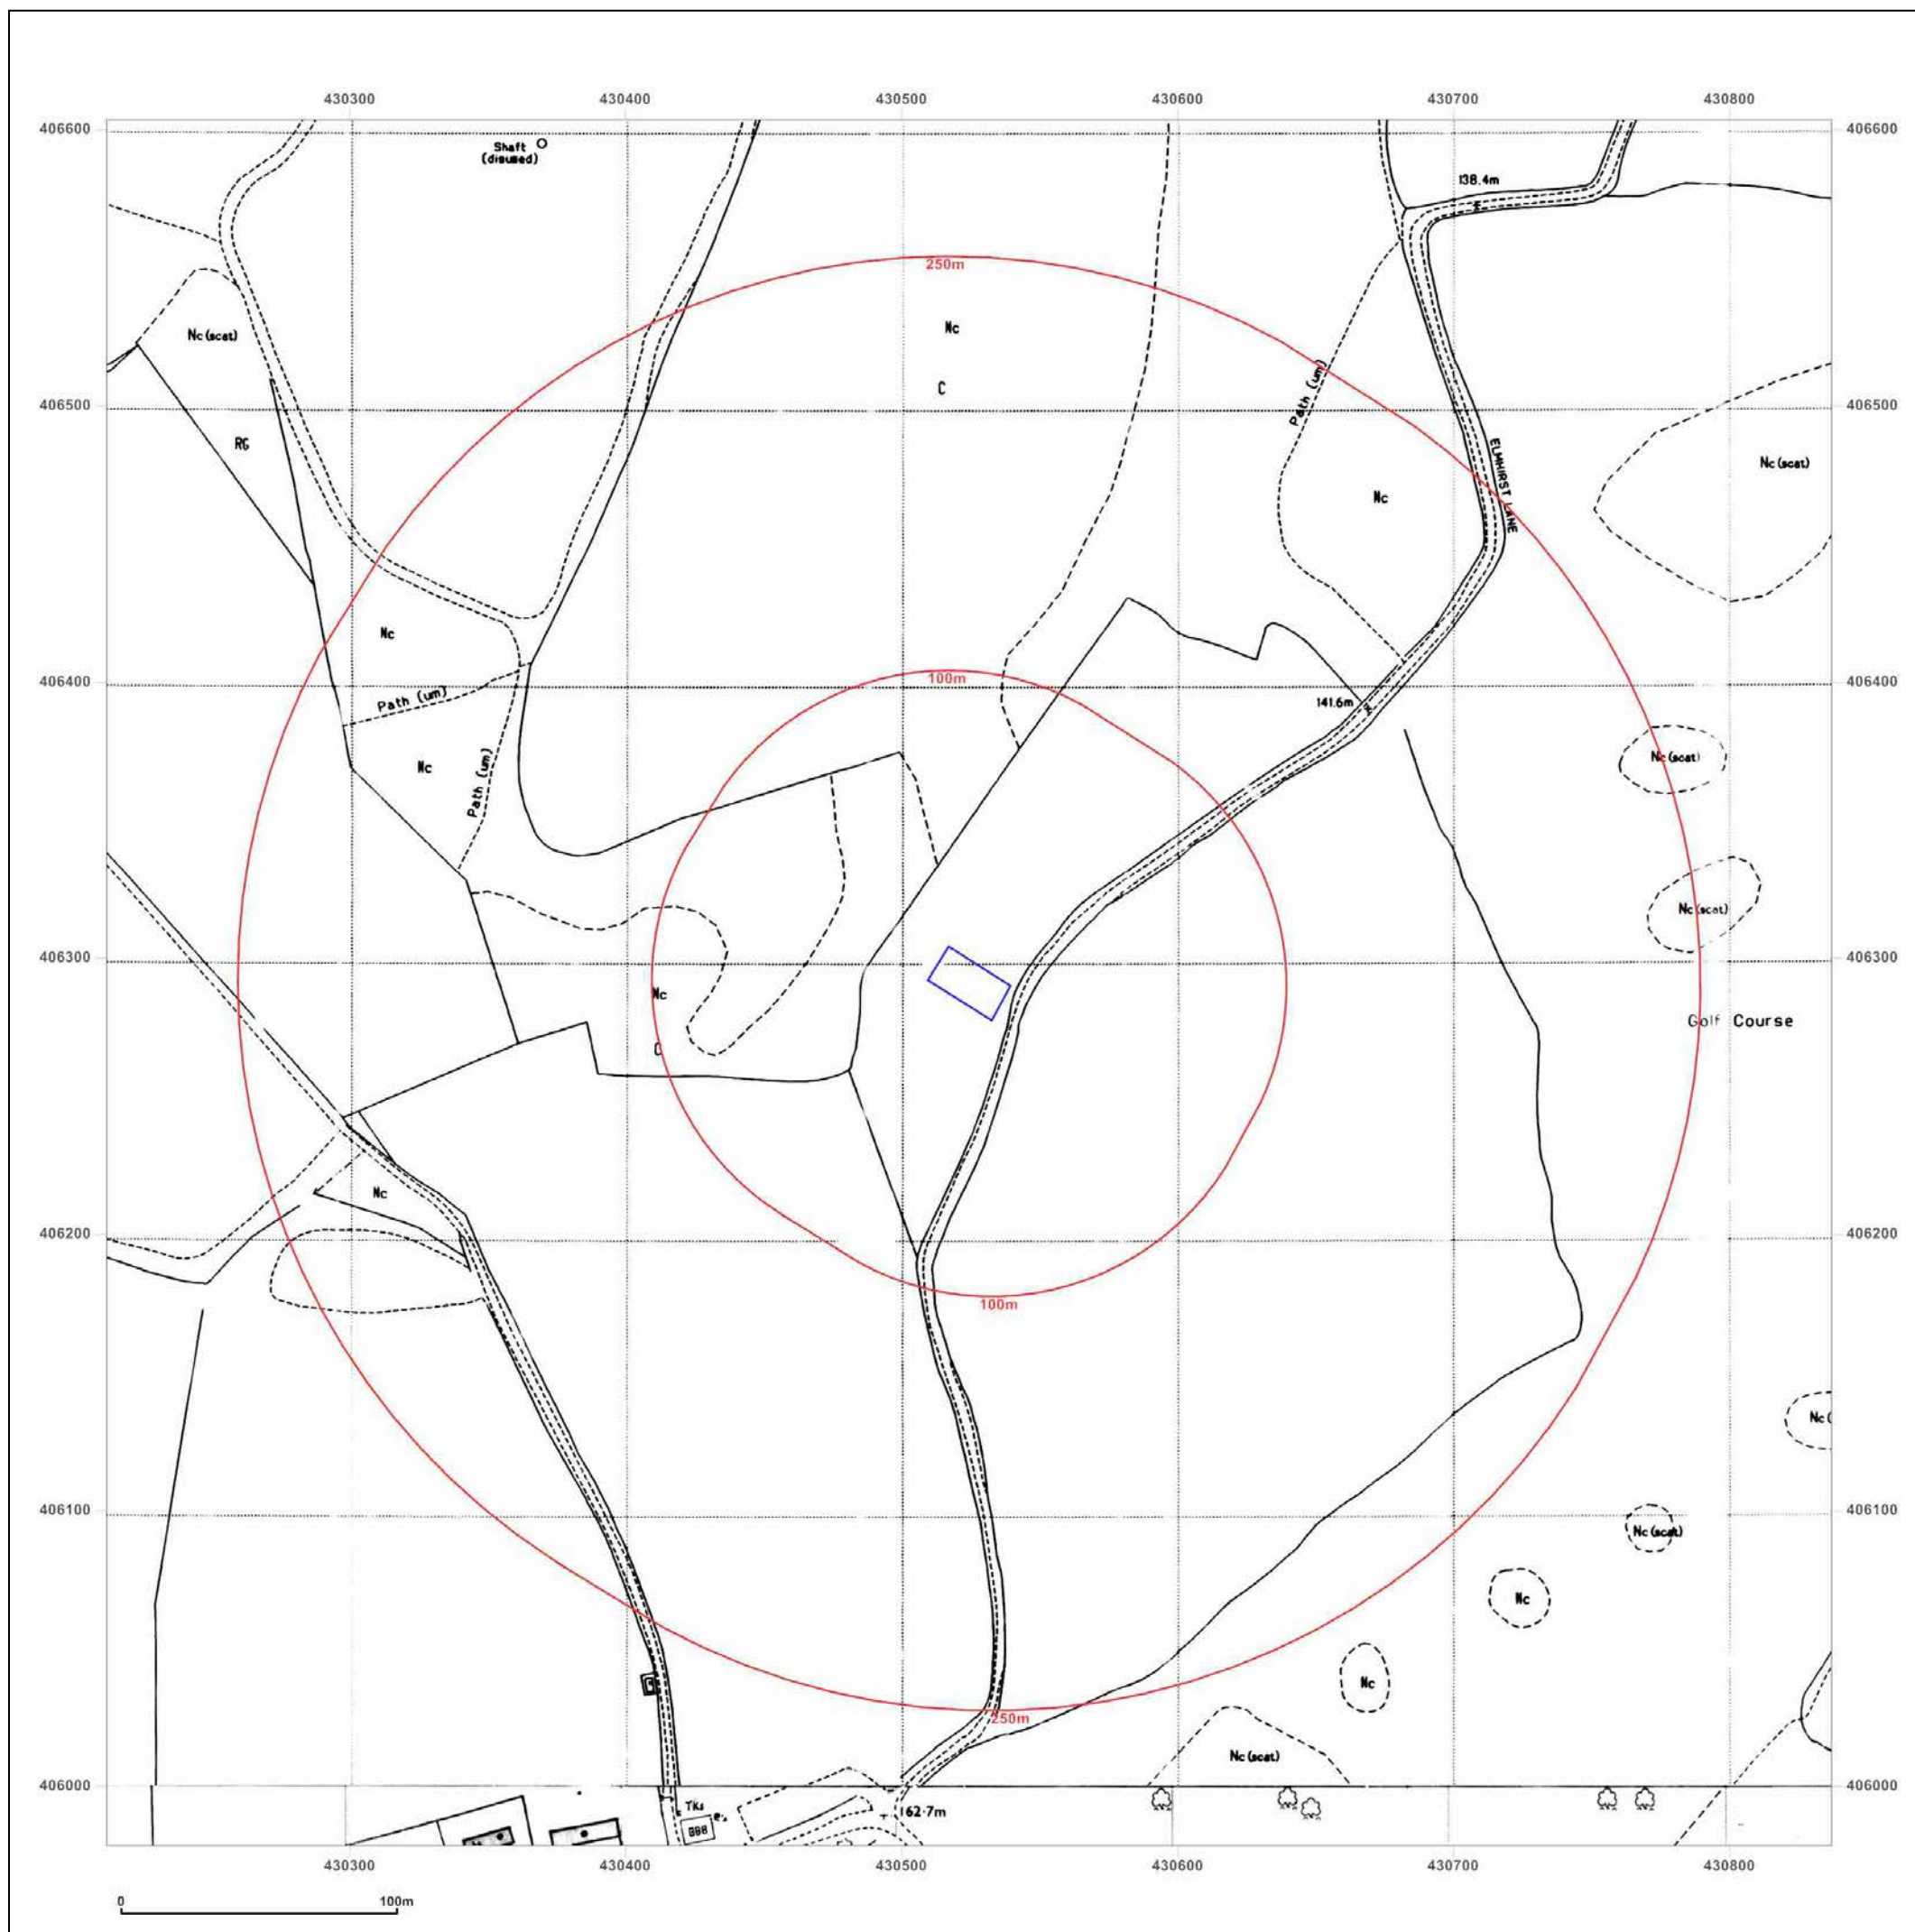 430300 430400 430500 430600 430700 430800
406600 406600
Shaft
(disused)
138.4m
250m
Nc
Nc (scat)
C
Path (um)
406500 406500
RG
ELMHIRST LANE
Nc (scat)
Nc
Nc
406400 406400
100m
Path (um)
141.6m
Nc
Path (um)
Nc (scat)
Nc (scat)
406300 406300
Nc
Golf Course
C
Nc
406200 406200
100m
Nc (
406100 406100
Nc (scat)
Nc
Nc
250m
Nc (scat)
406000 406000
Tks
162.7m
430300 430400 430500 430600 430700 430800
0 100m